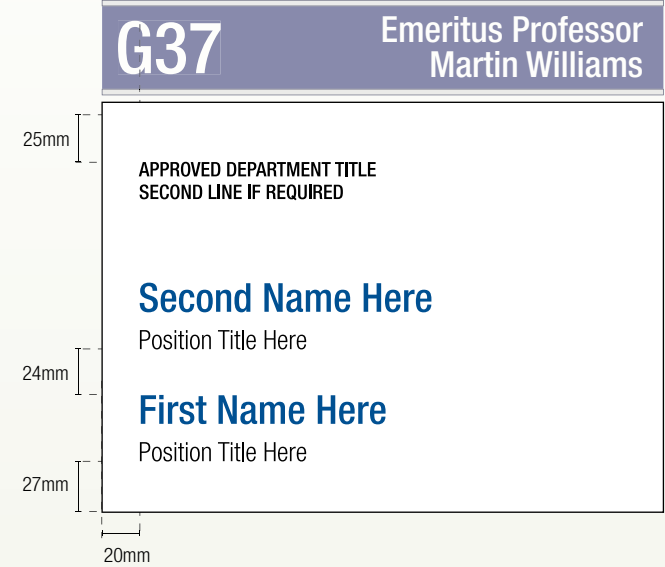 G37
Emeritus Professor
Martin Williams
25mm
APPROVED DEPARTMENT TITLE
SECOND LINE IF REQUIRED
Second Name Here
Position Title Here
24mm
First Name Here
Position Title Here
27mm
20mm